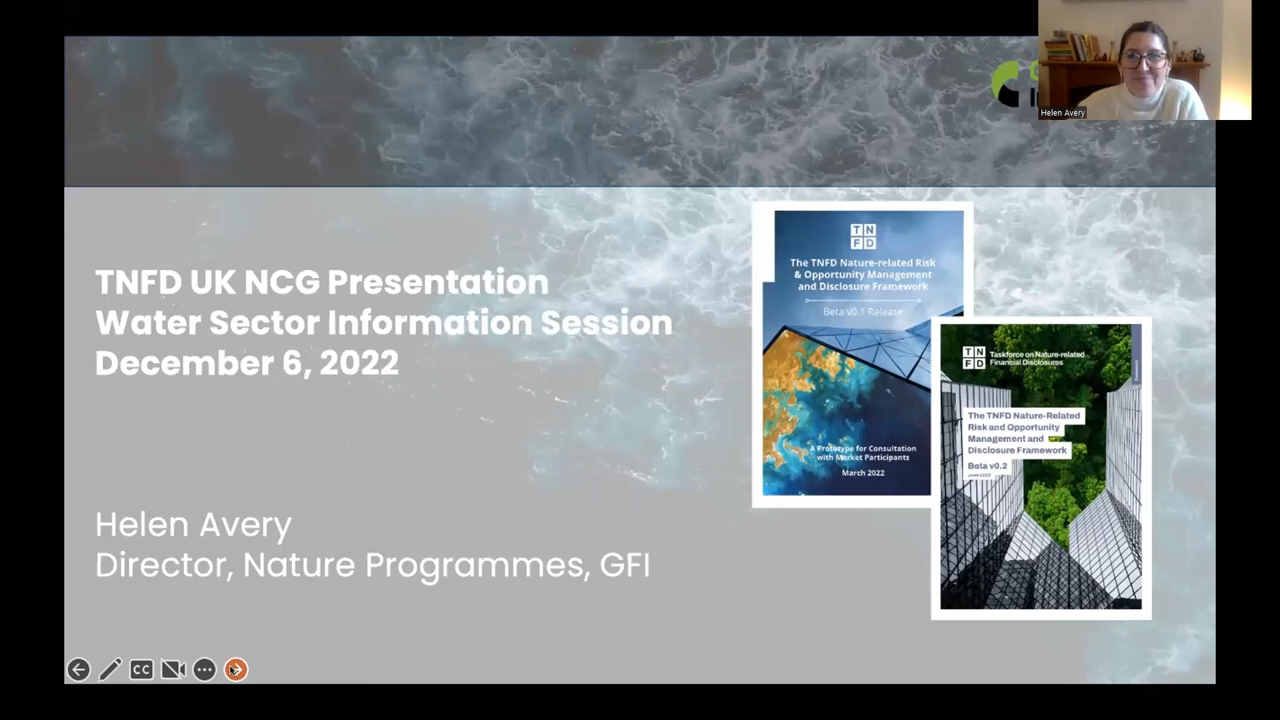 Helen Avery
TNFD UK NCG Presentation
Water Sector Information Session
December 6, 2022
Helen Avery
Director, Nature Programmes, GFI
T N
F D
The TNFD Nature-related Risk
& Opportunity Management
and Disclosure Framework
Beta v0.1 Release
A Prototype for Consultation
with Market Participants
March 2022
T N
F D
Taskforce on Nature-related
Financial Disclosures
The TNFD Nature-Related
Risk and Opportunity
Management and
Disclosure Framework
Beta v0.2
June 2022
CC